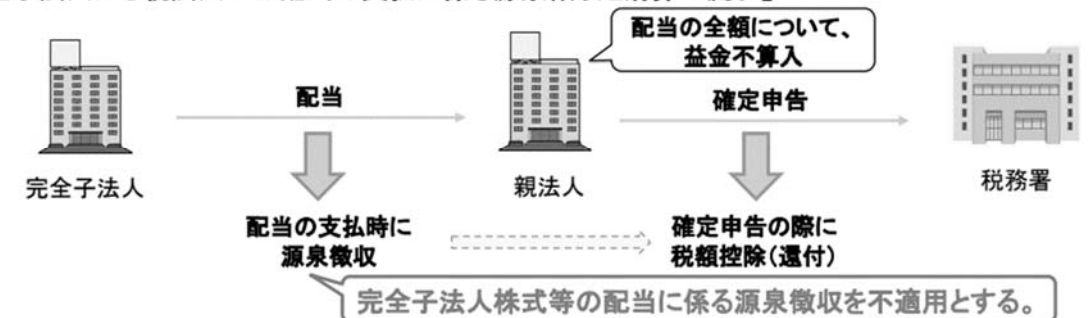 配当の全額について、
益金不算入
配当
確定申告
完全子法人
親法人
税務署
配当の支払時に
源泉徴収
確定申告の際に
税額控除(還付)
完全子法人株式等の配当に係る源泉徴収を不適用とする。